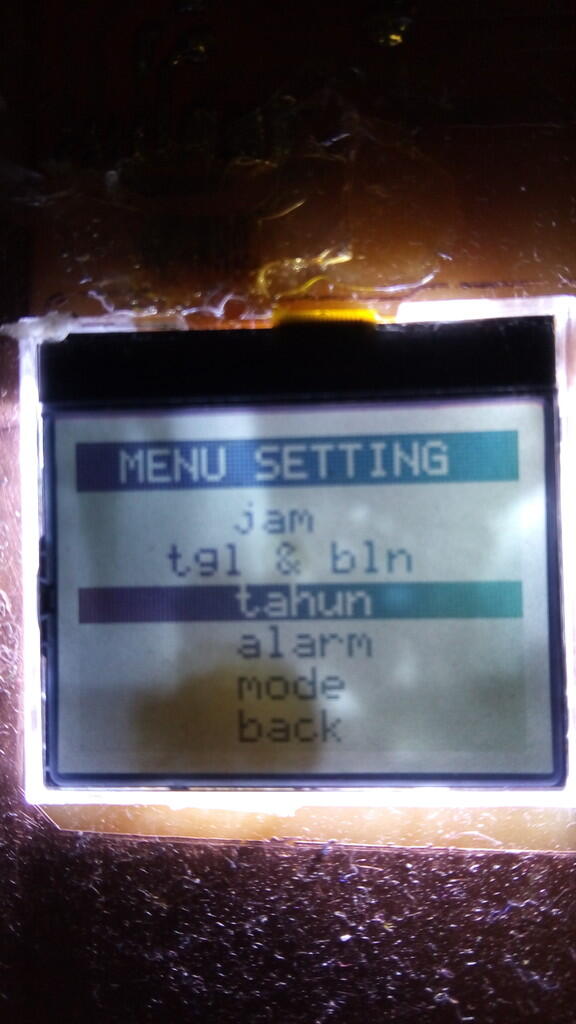 MENU SETTING
jam
tgl & bln
tahun
alarm
mode
back